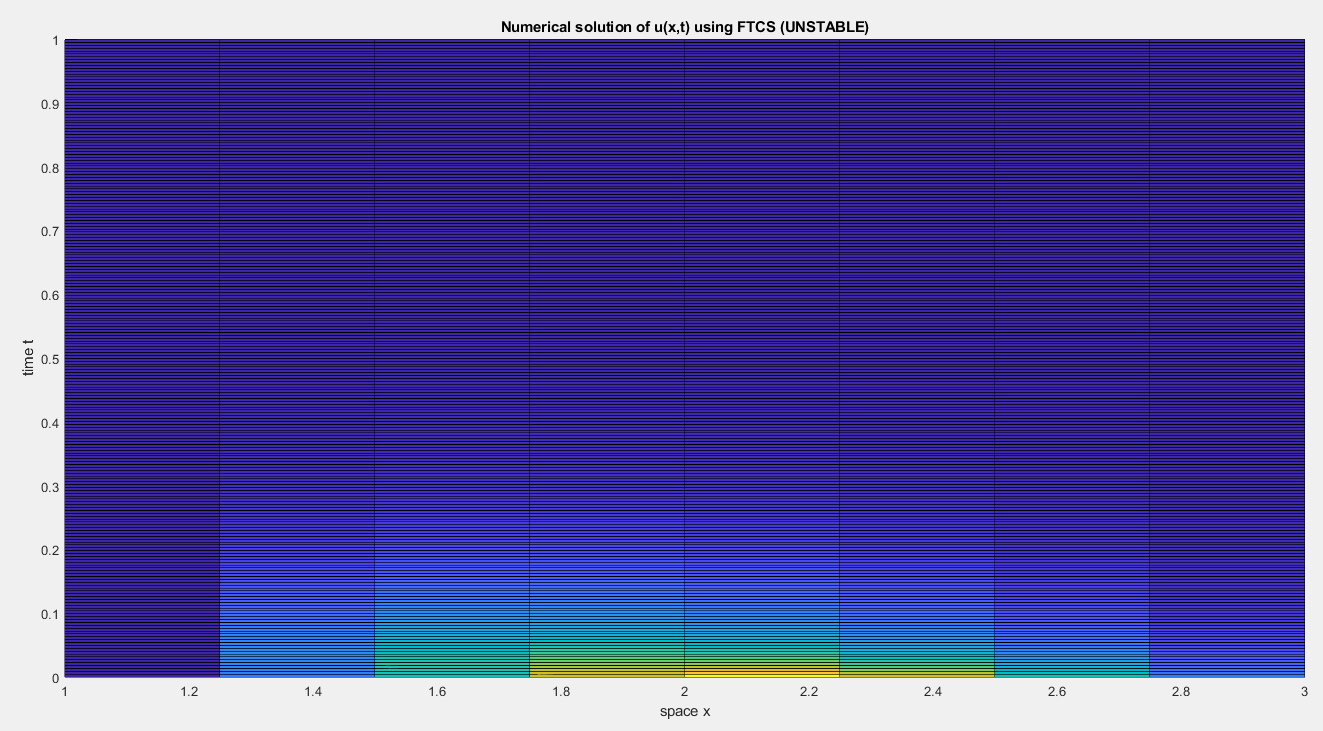 Numerical solution of u(x,t) using FTCS (UNSTABLE)
1
0.9
0.8
0.7
0.6
0.5
0.4
0.3
0.2
0.1
0
time t
1 1.2 1.4 1.6 1.8 2 2.2 2.4 2.6 2.8 3
space x